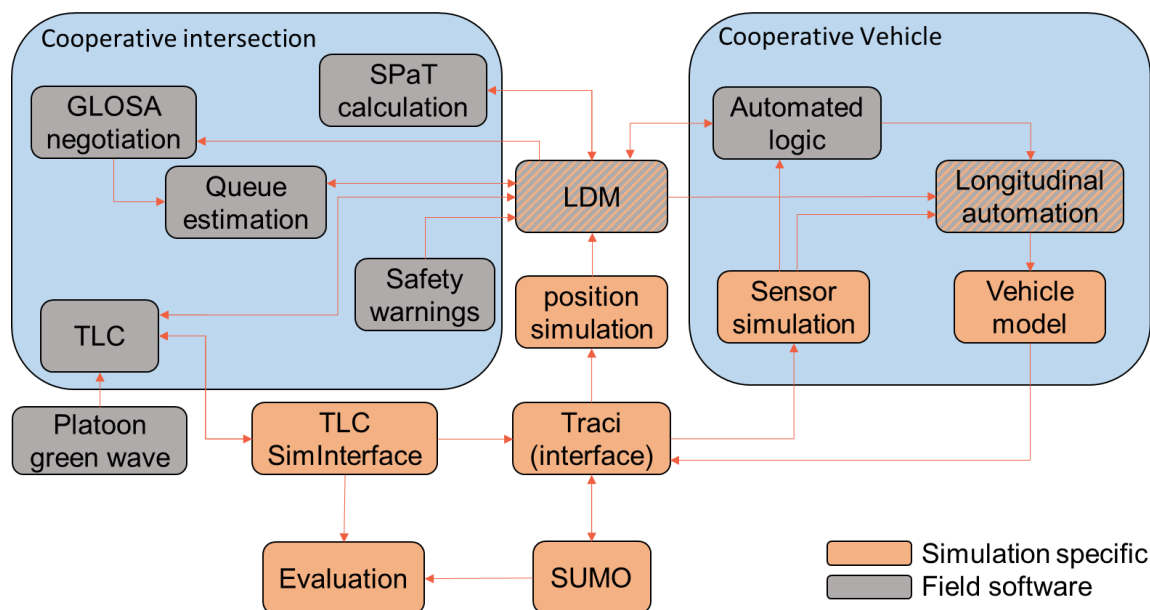 Cooperative intersection
SPaT
calculation
GLOSA
negotiation
Queue
estimation
Safety
warnings
TLC
Platoon
green wave
LDM
position
simulation
Cooperative Vehicle
Automated
logic
Longitudinal
automation
Sensor
simulation
Vehicle
model
TLC
SimInterface
Traci
(interface)
Evaluation
SUMO
Simulation specific
Field software